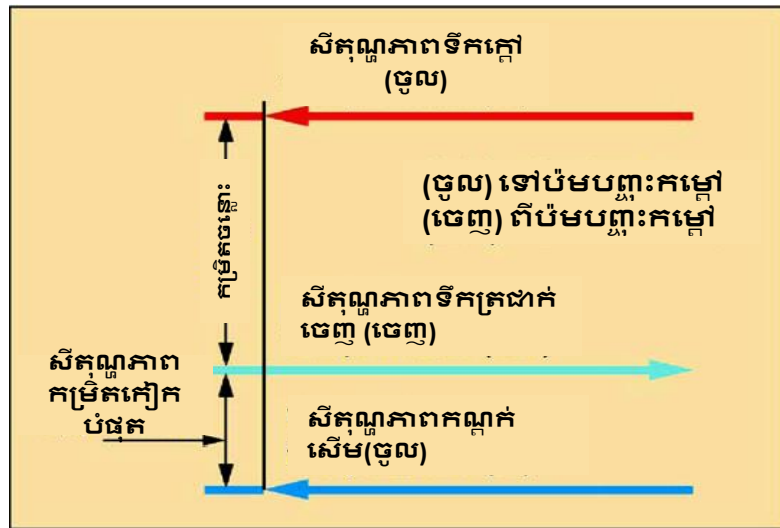 សីតុណ្ហភាពទឹកក្តៅ
(ចូល)
កម្រិតចន្លោះ
(ចូល) ទៅប៉មបញ្ចុះកម្តៅ
(ចេញ) ពីប៉មបញ្ចុះកម្តៅ
សីតុណ្ហភាពទឹកត្រជាក់
ចេញ (ចេញ)
សីតុណ្ហភាព
កម្រិតកៀក
បំផុត
សីតុណ្ហភាពកណ្តក់
សើម(ចូល)